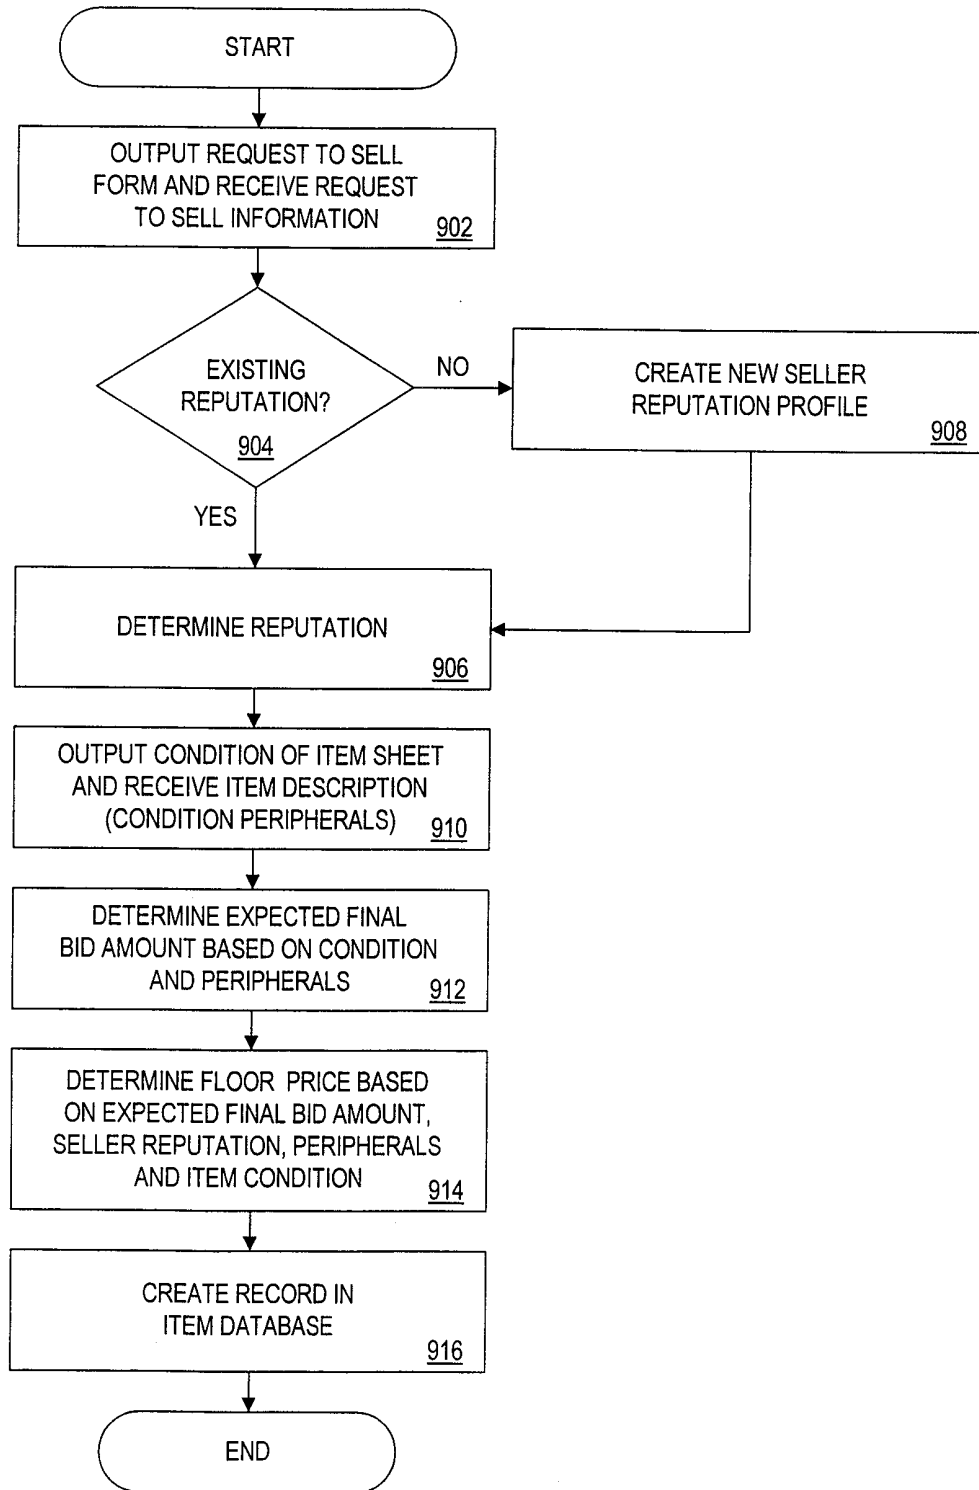 START
OUTPUT REQUEST TO SELL
FORM AND RECEIVE REQUEST
TO SELL INFORMATION
902
EXISTING
REPUTATION?
904
NO
CREATE NEW SELLER
REPUTATION PROFILE
908
YES
DETERMINE REPUTATION
906
OUTPUT CONDITION OF ITEM SHEET
AND RECEIVE ITEM DESCRIPTION
(CONDITION PERIPHERALS)
910
DETERMINE EXPECTED FINAL
BID AMOUNT BASED ON CONDITION
AND PERIPHERALS
912
DETERMINE FLOOR PRICE BASED
ON EXPECTED FINAL BID AMOUNT,
SELLER REPUTATION, PERIPHERALS
AND ITEM CONDITION
914
CREATE RECORD IN
ITEM DATABASE
916
END